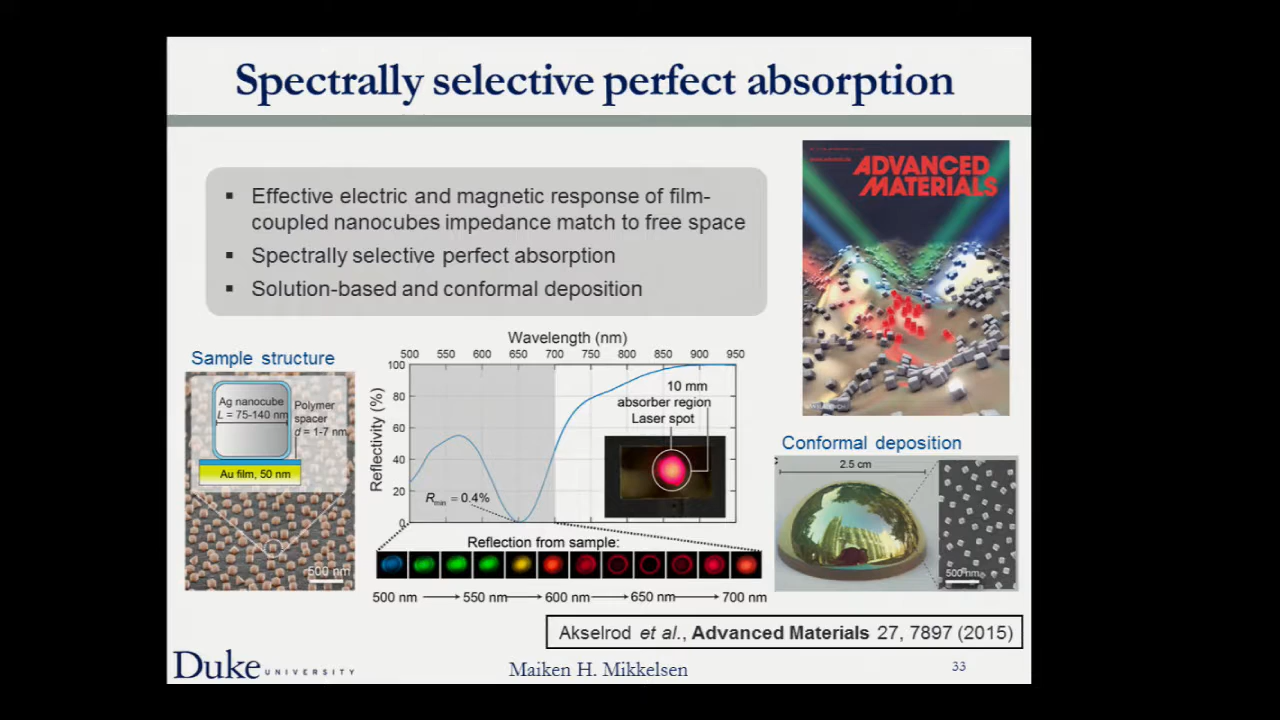 Spectrally selective perfect absorption
▪ Effective electric and magnetic response of film-
coupled nanocubes impedance match to free space
▪ Spectrally selective perfect absorption
▪ Solution-based and conformal deposition
ADVANCED
MATERIALS
Sample structure
Ag nanocube
L = 75-140 nm
Polymer
spacer
d = 1-7 nm
Au film, 50 nm
500 nm
Wavelength (nm)
500 550 600 650 700 750 800 850 900 950
Reflectivity (%)
100
80
60
40
20
0
10 mm
absorber region
Laser spot
Rmin = 0.4%
Reflection from sample:
500 nm → 550 nm → 600 nm → 650 nm → 700 nm
Conformal deposition
2.5 cm
500 nm
Akselrod et al., Advanced Materials 27, 7897 (2015)
Duke UNIVERSITY
Maiken H. Mikkelsen
33